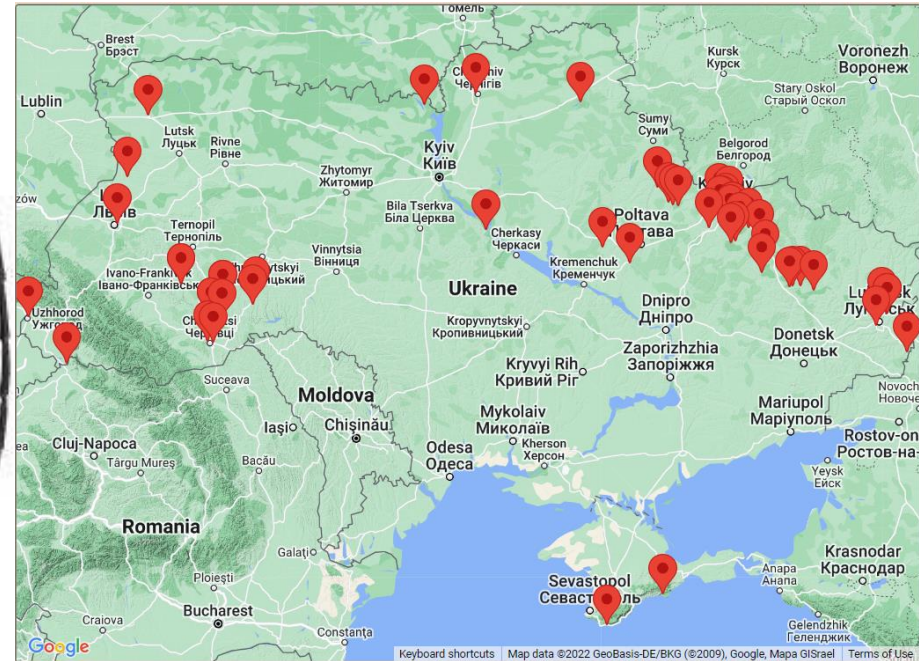 Гомель
Brest
Брэст
Lublin
Lutsk
Луцьк
Rivne
Рівне
Чернігів
Sumy
Суми
Kursk
Курск
Voronezh
Воронеж
Stary Oskol
Старый Оскол
Belgorod
Белгород
Kyiv
Київ
Zhytomyr
Житомир
Bila Tserkva
Біла Церква
Львів
Ternopil
Тернопіль
Vinnytsia
Вінниця
Cherkasy
Черкаси
Poltava
Kremenchuk
Кременчук
Ivano-Frankivsk
Івано-Франківськ
Uzhhorod
Ужгород
Ukraine
Dnipro
Дніпро
Kropyvnytskyi
Кропивницький
Donetsk
Донецьк
Zaporizhzhia
Запоріжжя
Kryvyi Rih
Кривий Ріг
Suceava
Moldova
Iași
Chișinău
Mykolaiv
Миколаїв
Kherson
Херсон
Mariupol
Маріуполь
Novoch
Новоче
Rostov-on
Ростов-на-
Cluj-Napoca
Târgu Mureș
Bacău
Odesa
Одеса
Yeysk
Ейск
Romania
Galați
Krasnodar
Краснодар
Ploiești
Sevastopol
Anapa
Анапа
Craiova
Bucharest
Constanța
Gelendzhik
Геленджик
Google
Keyboard shortcuts
Map data ©2022 GeoBasis-DE/BKG (©2009), Google, Mapa GISrael
Terms of Use